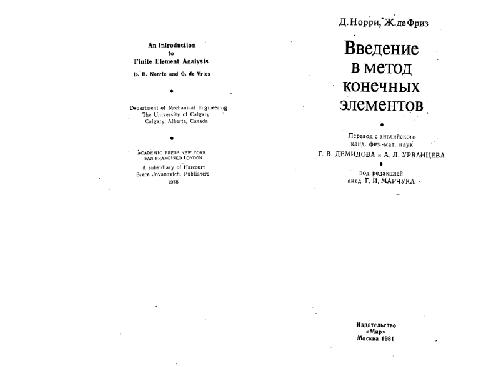 An Introduction
to
Finite Element Analysis
D. H. Norrie and G. de Vries
Department of Mechanical Engineering
The University of Calgary
Calgary, Alberta, Canada
ACADEMIC PRESS NEW YORK
SAN FRANCISCO LONDON
A subsidiary of Harcourt
Brace Jovanovich, Publishers
1978
Д. Норри, Ж. де Фриз
Введение
в метод
конечных
элементов
Перевод с английского
канд. физ.-мат. наук
Г. В. ДЕМИДОВА и А. Л. УРВАНЦЕВА
под редакцией
акад. Г. И. МАРЧУКА
Издательство
«Мир»
Москва 1981